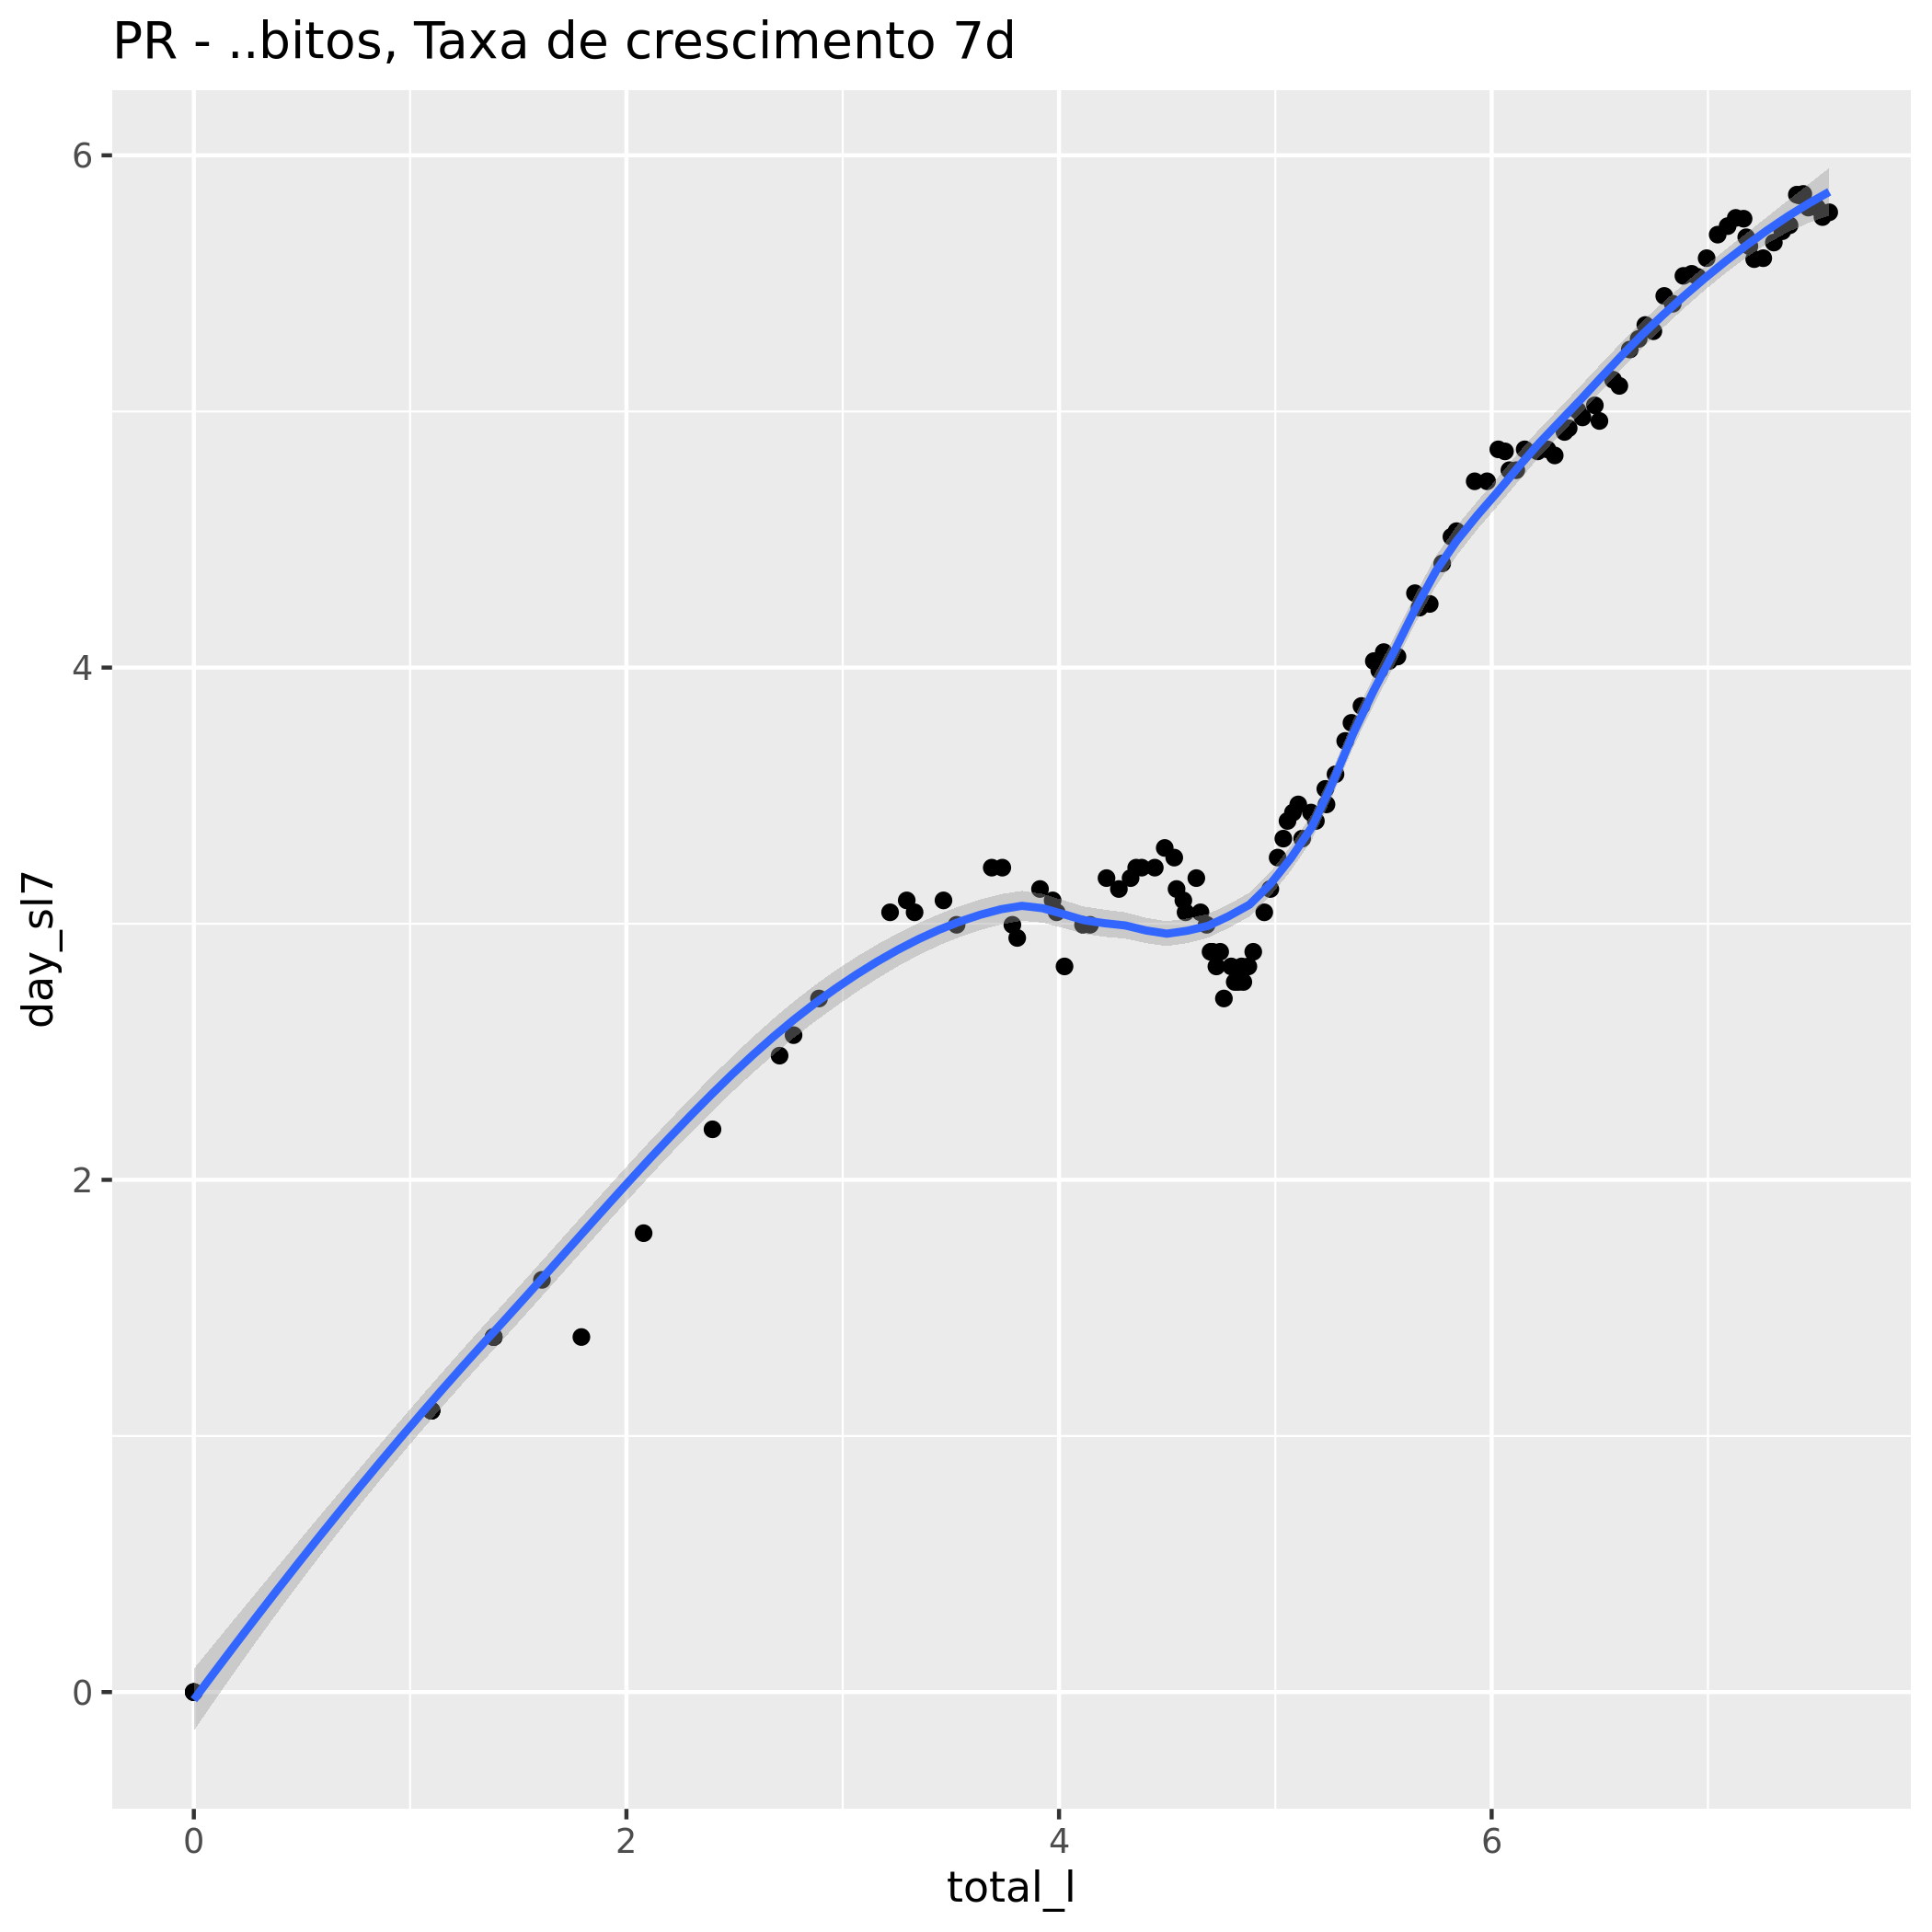 PR - ..bitos, Taxa de crescimento 7d
6
4
2
0
day_sl7
0 2 4 6
total_l